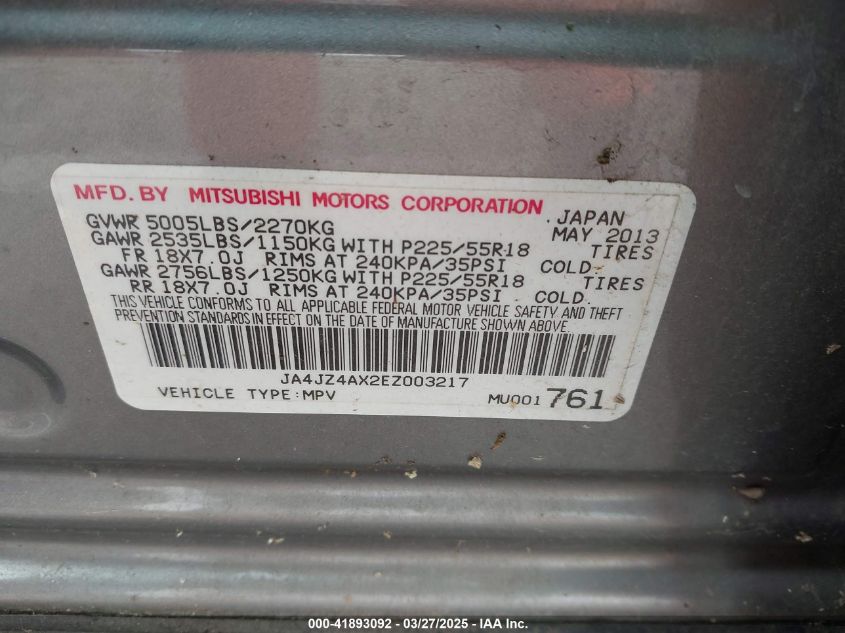 MFD. BY MITSUBISHI MOTORS CORPORATION
JAPAN
GVWR 5005LBS/2270KG MAY 2013
GAWR 2535LBS/1150KG WITH P225/55R18 TIRES
FR 18X7.0J RIMS AT 240KPA/35PSI COLD.
GAWR 2756LBS/1250KG WITH P225/55R18 TIRES
RR 18X7.0J RIMS AT 240KPA/35PSI COLD.
THIS VEHICLE CONFORMS TO ALL APPLICABLE FEDERAL MOTOR VEHICLE SAFETY AND THEFT
PREVENTION STANDARDS IN EFFECT ON THE DATE OF MANUFACTURE SHOWN ABOVE.
JA4JZ4AX2EZ003217
VEHICLE TYPE:MPV MU001 761
000-41893092 - 03/27/2025 - IAA Inc.